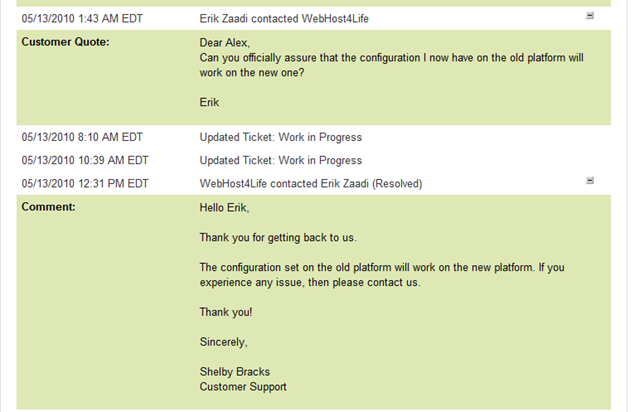 05/13/2010 1:43 AM EDT Erik Zaadi contacted WebHost4Life
Customer Quote: Dear Alex,
Can you officially assure that the configuration I now have on the old platform will
work on the new one?
Erik
05/13/2010 8:10 AM EDT Updated Ticket: Work in Progress
05/13/2010 10:39 AM EDT Updated Ticket: Work in Progress
05/13/2010 12:31 PM EDT WebHost4Life contacted Erik Zaadi (Resolved)
Comment: Hello Erik,
Thank you for getting back to us.
The configuration set on the old platform will work on the new platform. If you
experience any issue, then please contact us.
Thank you!
Sincerely,
Shelby Bracks
Customer Support